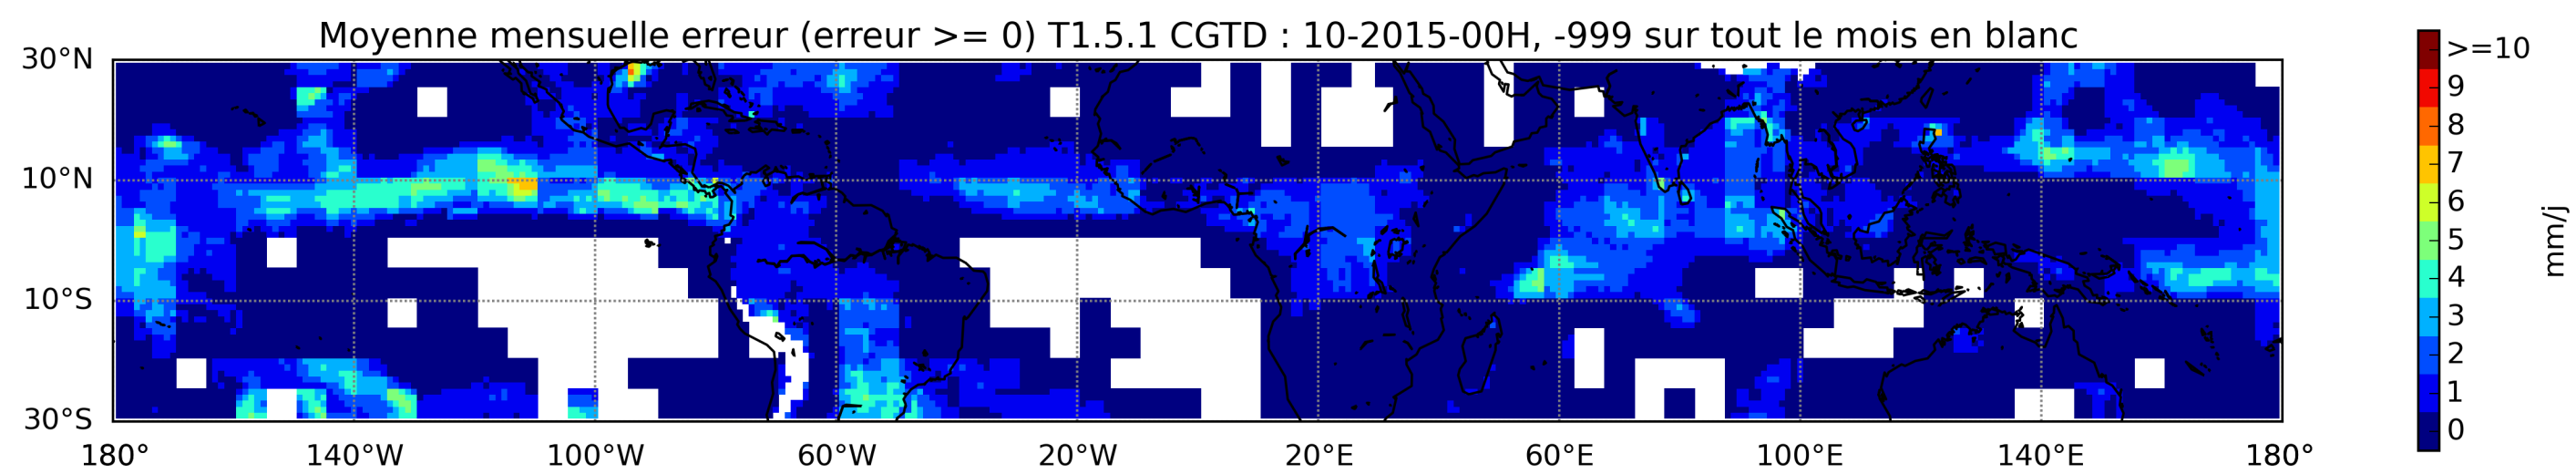 Moyenne mensuelle erreur (erreur >= 0) T1.5.1 CGTD : 10-2015-00H, -999 sur tout le mois en blanc
30°N
10°N
10°S
30°S
180°
140°W
100°W
60°W
20°W
20°E
60°E
100°E
140°E
180°
>=10
9
8
7
6
5
4
3
2
1
0
mm/j